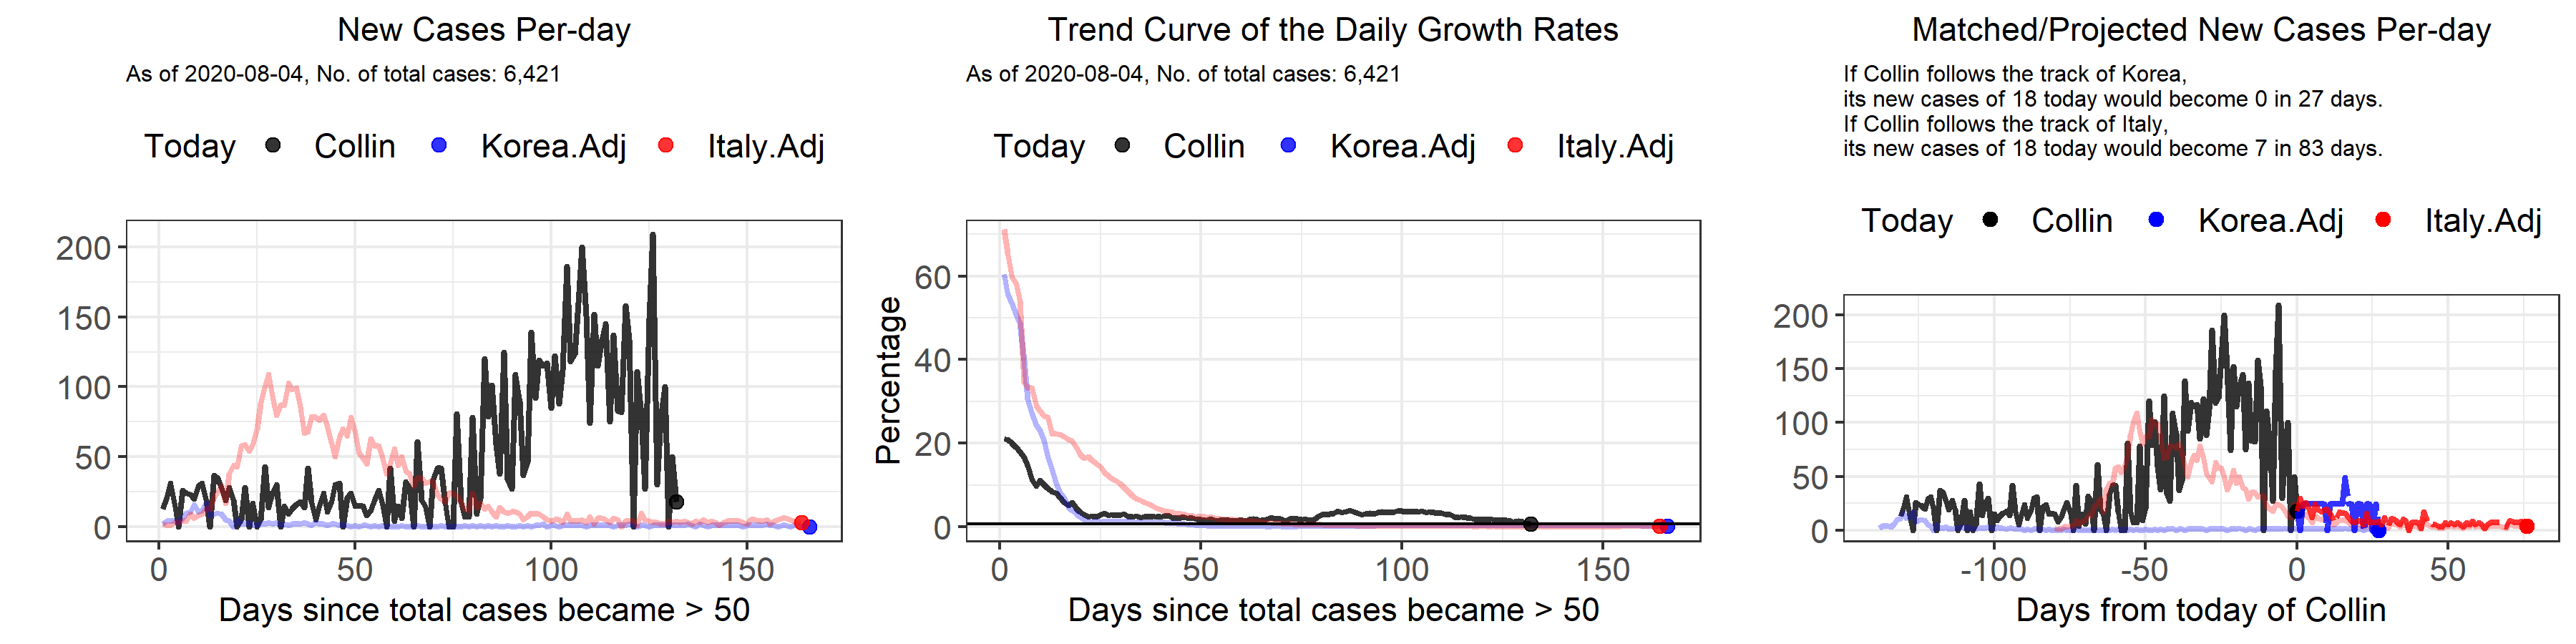 New Cases Per-day
As of 2020-08-04, No. of total cases: 6,421
Today Collin Korea.Adj Italy.Adj
200
150
100
50
0
0 50 100 150
Days since total cases became > 50
Trend Curve of the Daily Growth Rates
As of 2020-08-04, No. of total cases: 6,421
Today Collin Korea.Adj Italy.Adj
Percentage
60
40
20
0
0 50 100 150
Days since total cases became > 50
Matched/Projected New Cases Per-day
If Collin follows the track of Korea,
its new cases of 18 today would become 0 in 27 days.
If Collin follows the track of Italy,
its new cases of 18 today would become 7 in 83 days.
Today Collin Korea.Adj Italy.Adj
200
150
100
50
0
-100 -50 0 50
Days from today of Collin